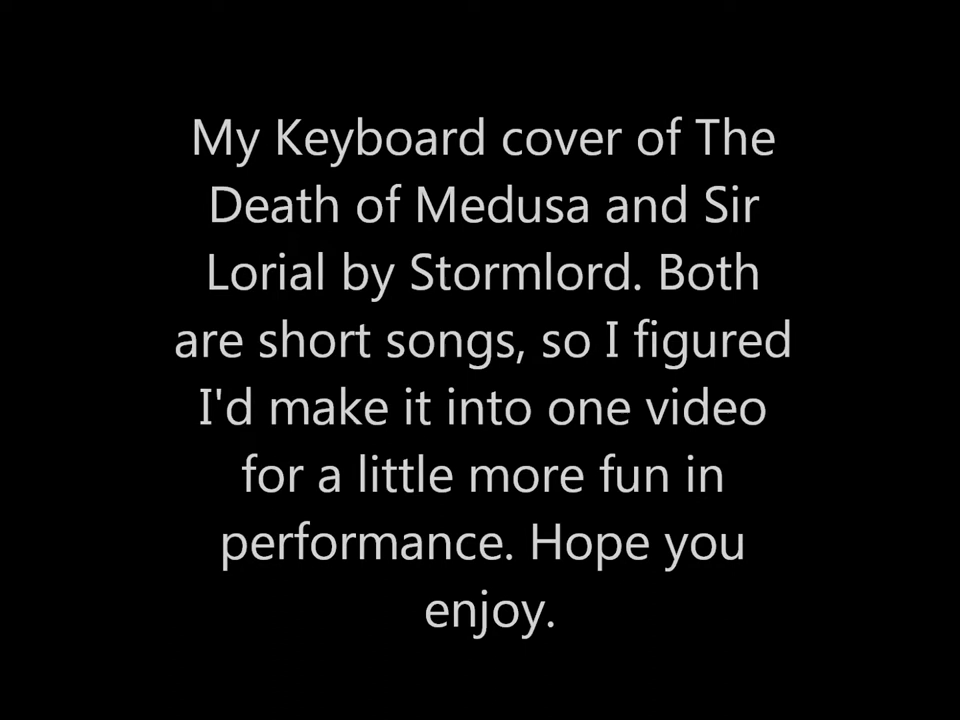 My Keyboard cover of The
Death of Medusa and Sir
Lorial by Stormlord. Both
are short songs, so I figured
I'd make it into one video
for a little more fun in
performance. Hope you
enjoy.